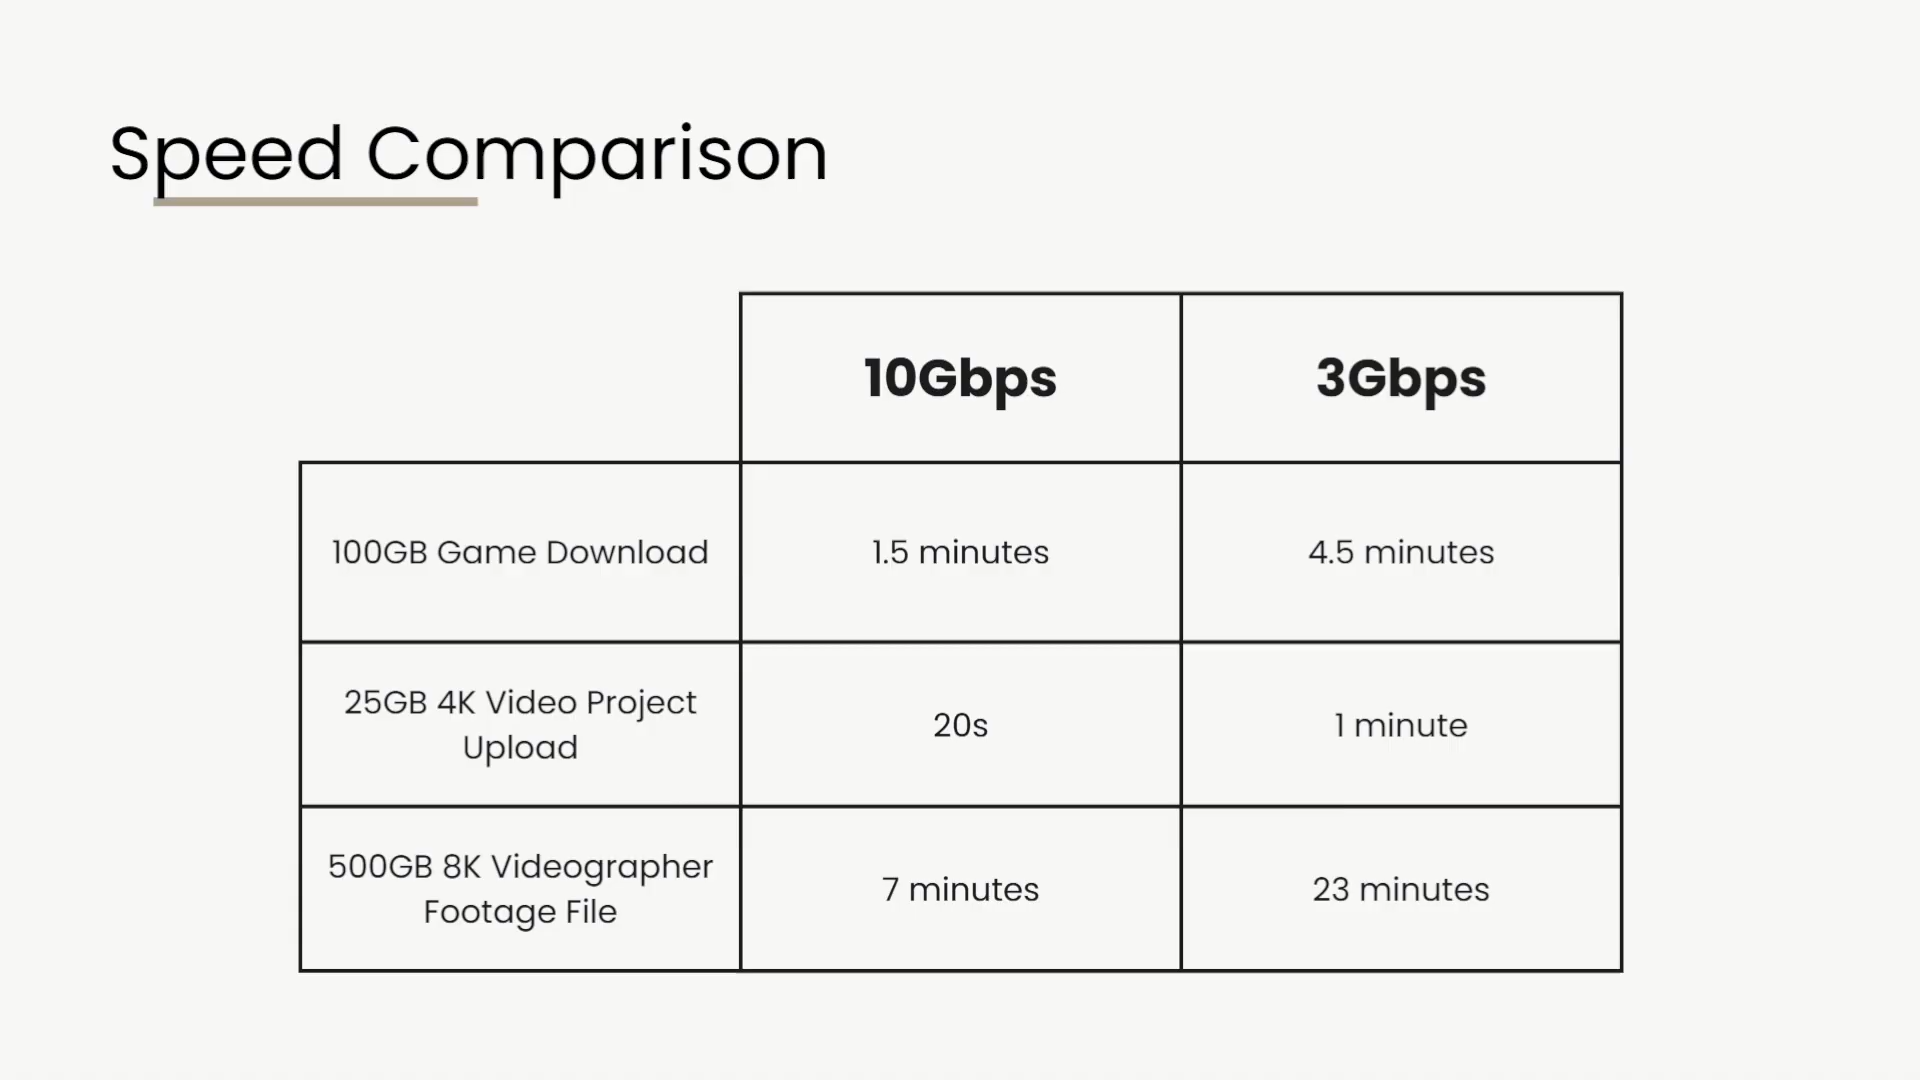 Speed Comparison
10Gbps
3Gbps
100GB Game Download
1.5 minutes
4.5 minutes
25GB 4K Video Project
Upload
20s
1 minute
500GB 8K Videographer
Footage File
7 minutes
23 minutes